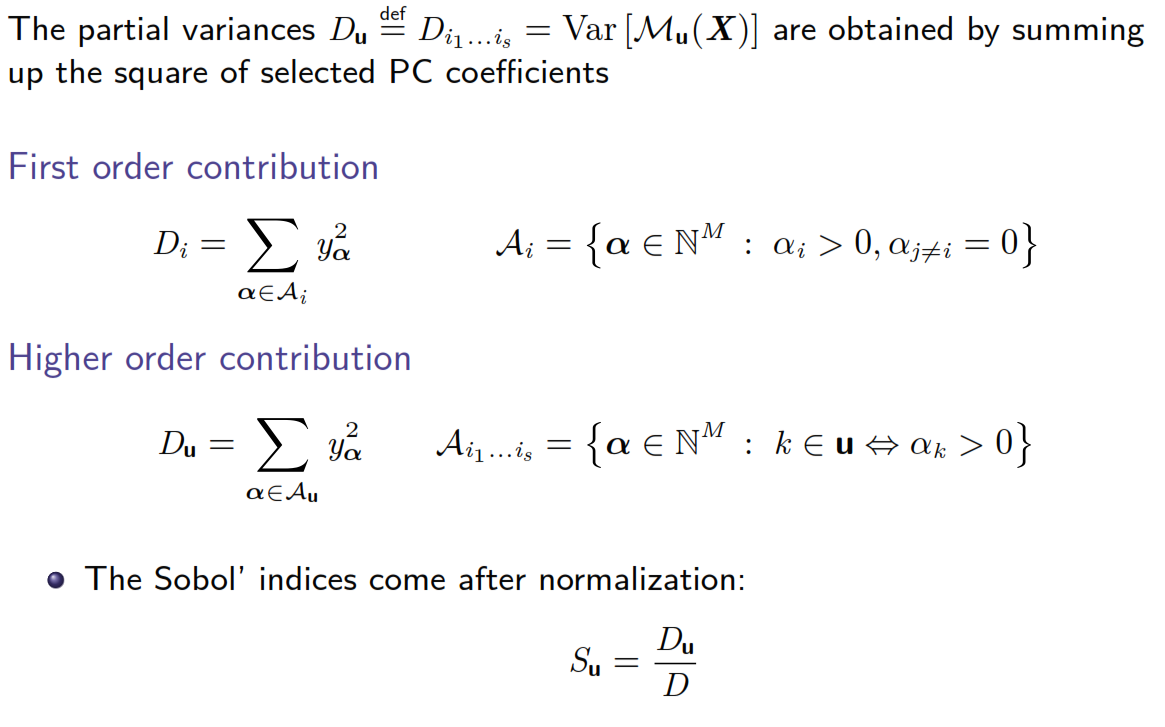 The partial variances $D_{\mathbf{u}} \stackrel{\text{def}}{=} D_{i_1 \ldots i_s} = \mathrm{Var}\left[\mathcal{M}_{\mathbf{u}}(\boldsymbol{X})\right]$ are obtained by summing
up the square of selected PC coefficients
First order contribution
$D_i = \sum_{\boldsymbol{\alpha} \in \mathcal{A}_i} y_{\boldsymbol{\alpha}}^2 \qquad \mathcal{A}_i = \left\{\boldsymbol{\alpha} \in \mathbb{N}^M : \alpha_i > 0, \alpha_{j \neq i} = 0\right\}$
Higher order contribution
$D_{\mathbf{u}} = \sum_{\boldsymbol{\alpha} \in \mathcal{A}_{\mathbf{u}}} y_{\boldsymbol{\alpha}}^2 \qquad \mathcal{A}_{i_1 \ldots i_s} = \left\{\boldsymbol{\alpha} \in \mathbb{N}^M : k \in \mathbf{u} \Leftrightarrow \alpha_k > 0\right\}$
The Sobol' indices come after normalization:
$S_{\mathbf{u}} = \frac{D_{\mathbf{u}}}{D}$